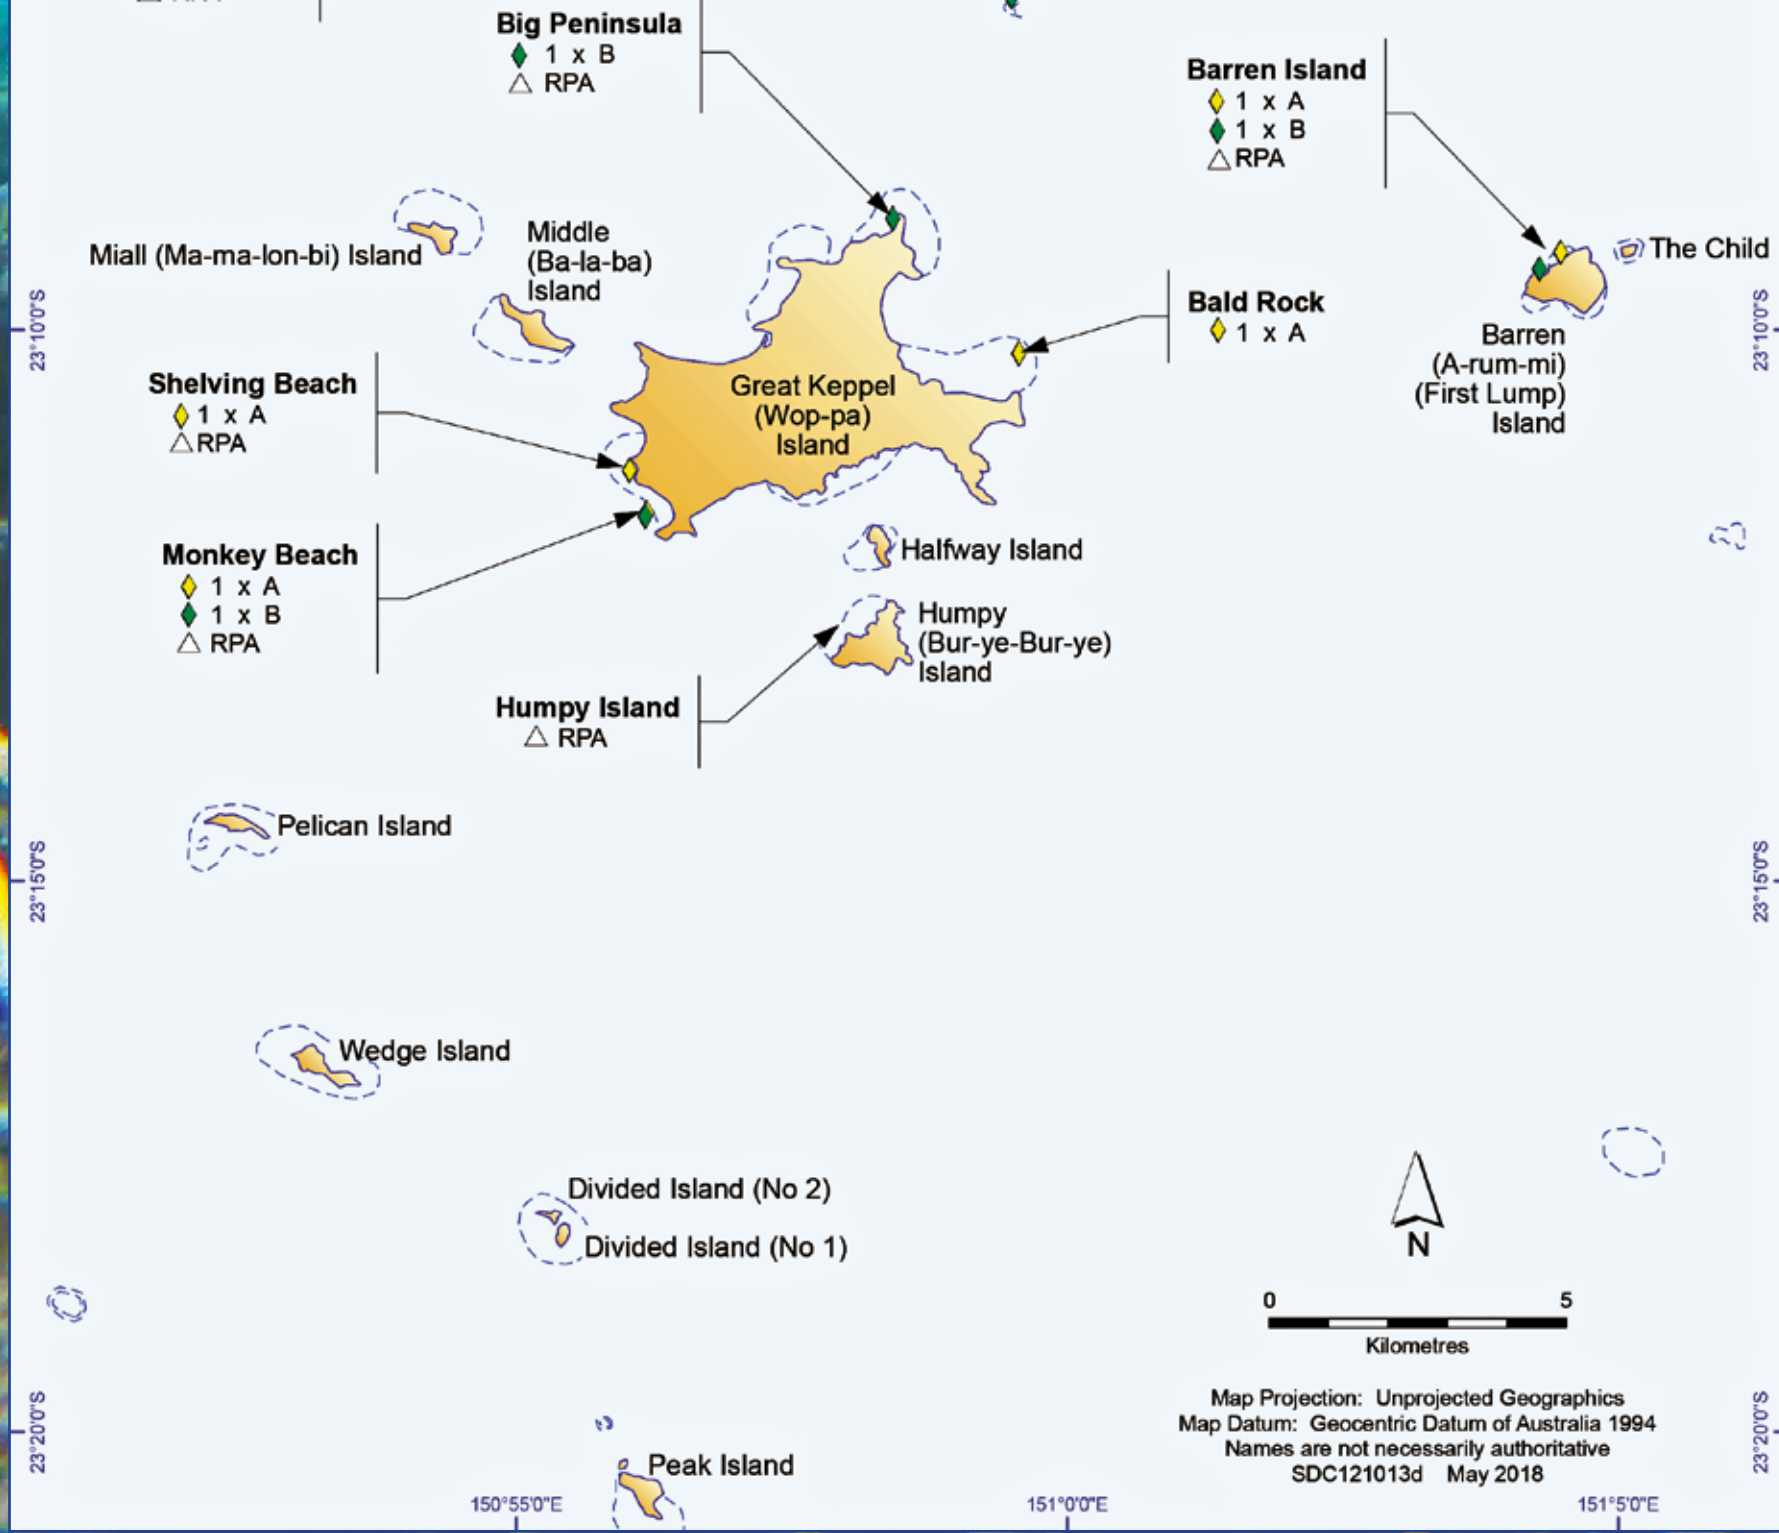 Big Peninsula
1 x B
RPA
Barren Island
1 x A
1 x B
RPA
Miall (Ma-ma-lon-bi) Island
Middle
(Ba-la-ba)
Island
The Child
23°10'0"S
23°10'0"S
Bald Rock
1 x A
Barren
(A-rum-mi)
(First Lump)
Island
Shelving Beach
1 x A
RPA
Great Keppel
(Wop-pa)
Island
Monkey Beach
1 x A
1 x B
RPA
Halfway Island
Humpy
(Bur-ye-Bur-ye)
Island
Humpy Island
RPA
Pelican Island
23°15'0"S
23°15'0"S
Wedge Island
Divided Island (No 2)
Divided Island (No 1)
N
0 5
Kilometres
Map Projection: Unprojected Geographics
Map Datum: Geocentric Datum of Australia 1994
Names are not necessarily authoritative
SDC121013d May 2018
23°20'0"S
23°20'0"S
Peak Island
150°55'0"E
151°0'0"E
151°5'0"E